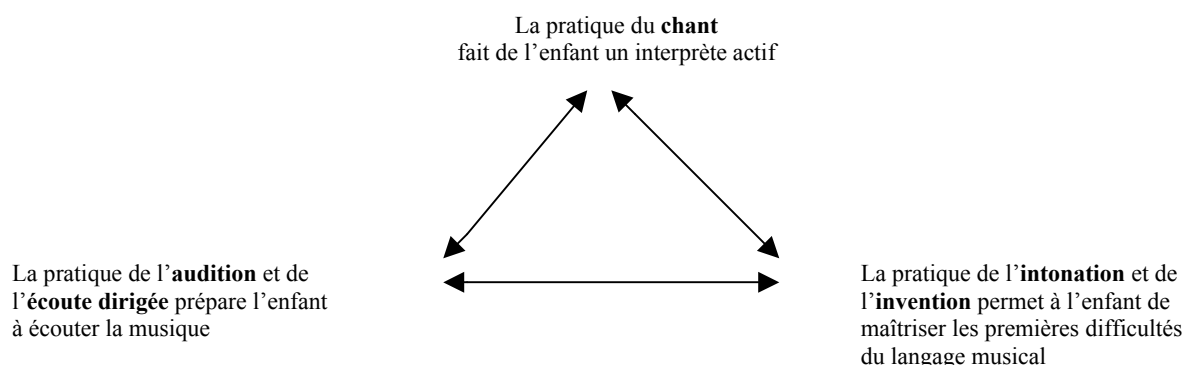 La pratique du chant
fait de l’enfant un interprète actif
La pratique de l’audition et de
l’écoute dirigée prépare l’enfant
à écouter la musique
La pratique de l’intonation et de
l’invention permet à l’enfant de
maîtriser les premières difficultés
du langage musical